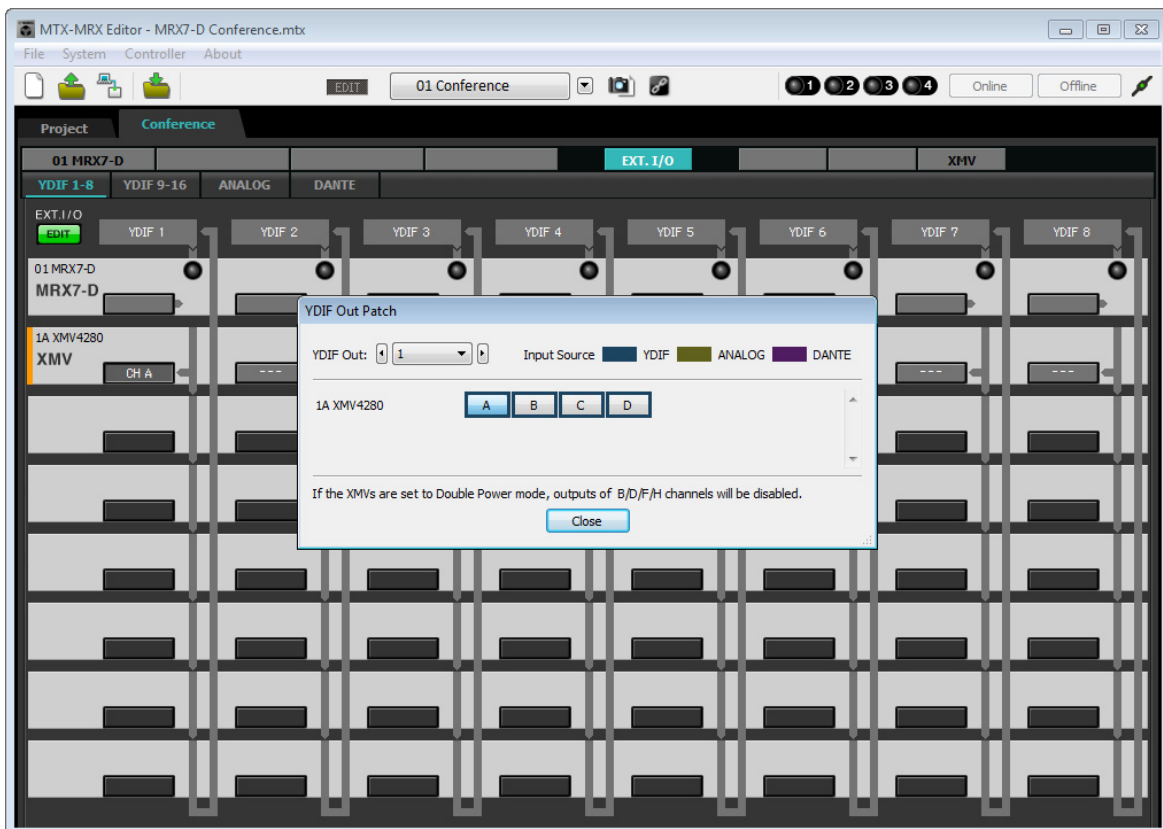 MTX-MRX Editor - MRX7-D Conference.mtx
File System Controller About
EDIT 01 Conference 1 2 3 4 Online Offline
Project Conference
01 MRX7-D EXT. I/O XMV
YDIF 1-8 YDIF 9-16 ANALOG DANTE
EXT.I/O
EDIT YDIF 1 YDIF 2 YDIF 3 YDIF 4 YDIF 5 YDIF 6 YDIF 7 YDIF 8
01 MRX7-D
MRX7-D
YDIF Out Patch
1A XMV4280
XMV
CH A --- --- ---
YDIF Out: 1 Input Source YDIF ANALOG DANTE
1A XMV4280 A B C D
If the XMVs are set to Double Power mode, outputs of B/D/F/H channels will be disabled.
Close